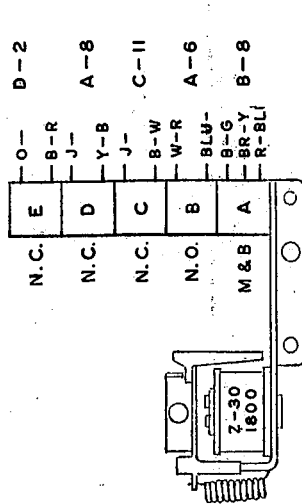 D-2
A-8
C-11
A-6
B-8
O-
B-R
J-
Y-B
J-
B-W
W-R
BLU-
B-G
BR-Y
R-BL
E
D
C
B
A
N.C.
N.C.
N.C.
N.O.
M & B
Z-30
1800